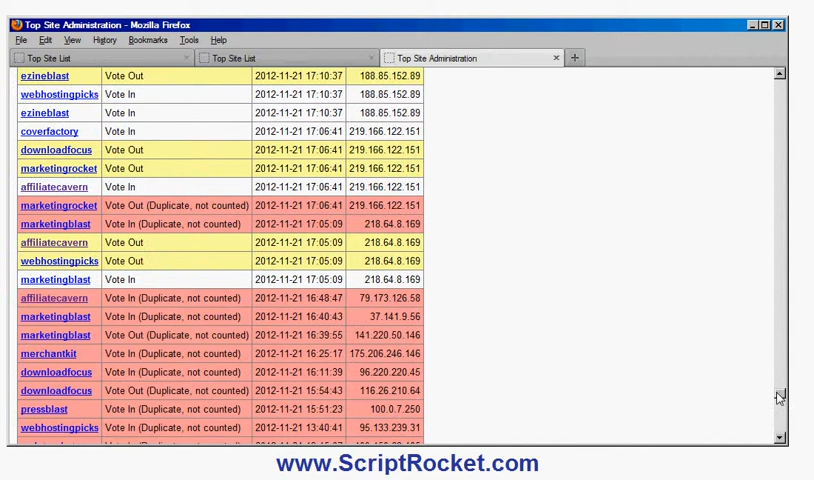 Top Site Administration - Mozilla Firefox
File Edit View History Bookmarks Tools Help
Top Site List Top Site List Top Site Administration
ezineblast Vote Out 2012-11-21 17:10:37 188.85.152.89
webhostingpicks Vote In 2012-11-21 17:10:37 188.85.152.89
ezineblast Vote In 2012-11-21 17:10:37 188.85.152.89
coverfactory Vote In 2012-11-21 17:06:41 219.166.122.151
downloadfocus Vote Out 2012-11-21 17:06:41 219.166.122.151
marketingrocket Vote Out 2012-11-21 17:06:41 219.166.122.151
affiliatecavern Vote In 2012-11-21 17:06:41 219.166.122.151
marketingrocket Vote Out (Duplicate, not counted) 2012-11-21 17:06:41 219.166.122.151
marketingblast Vote In (Duplicate, not counted) 2012-11-21 17:05:09 218.64.8.169
affiliatecavern Vote Out 2012-11-21 17:05:09 218.64.8.169
webhostingpicks Vote Out 2012-11-21 17:05:09 218.64.8.169
marketingblast Vote In 2012-11-21 17:05:09 218.64.8.169
affiliatecavern Vote In (Duplicate, not counted) 2012-11-21 16:48:47 79.173.126.58
marketingblast Vote In (Duplicate, not counted) 2012-11-21 16:40:43 37.141.9.56
marketingblast Vote Out (Duplicate, not counted) 2012-11-21 16:39:55 141.220.50.146
merchantkit Vote In (Duplicate, not counted) 2012-11-21 16:25:17 175.206.246.146
downloadfocus Vote In (Duplicate, not counted) 2012-11-21 16:11:39 96.220.220.45
downloadfocus Vote Out (Duplicate, not counted) 2012-11-21 15:54:43 116.26.210.64
pressblast Vote In (Duplicate, not counted) 2012-11-21 15:51:23 100.0.7.250
webhostingpicks Vote In (Duplicate, not counted) 2012-11-21 13:40:41 95.133.239.31
www.ScriptRocket.com